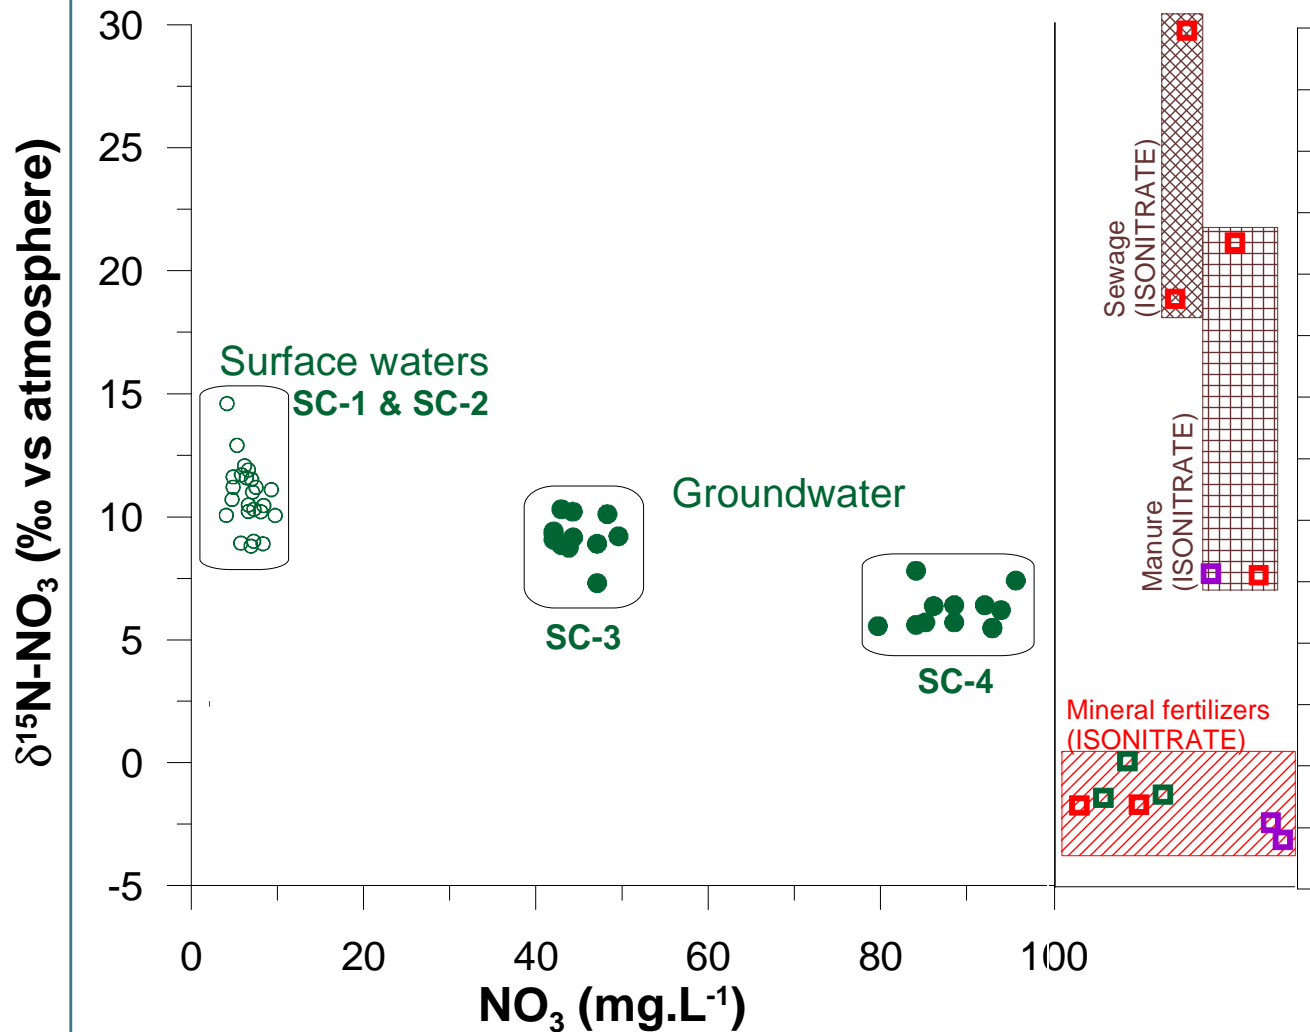 δ¹⁵N-NO₃ (‰ vs atmosphere)
30
25
20
15
10
5
0
-5
Surface waters
SC-1 & SC-2
Groundwater
SC-3
SC-4
Sewage
(ISONITRATE)
Manure
(ISONITRATE)
Mineral fertilizers
(ISONITRATE)
0 20 40 60 80 100
NO₃ (mg.L⁻¹)